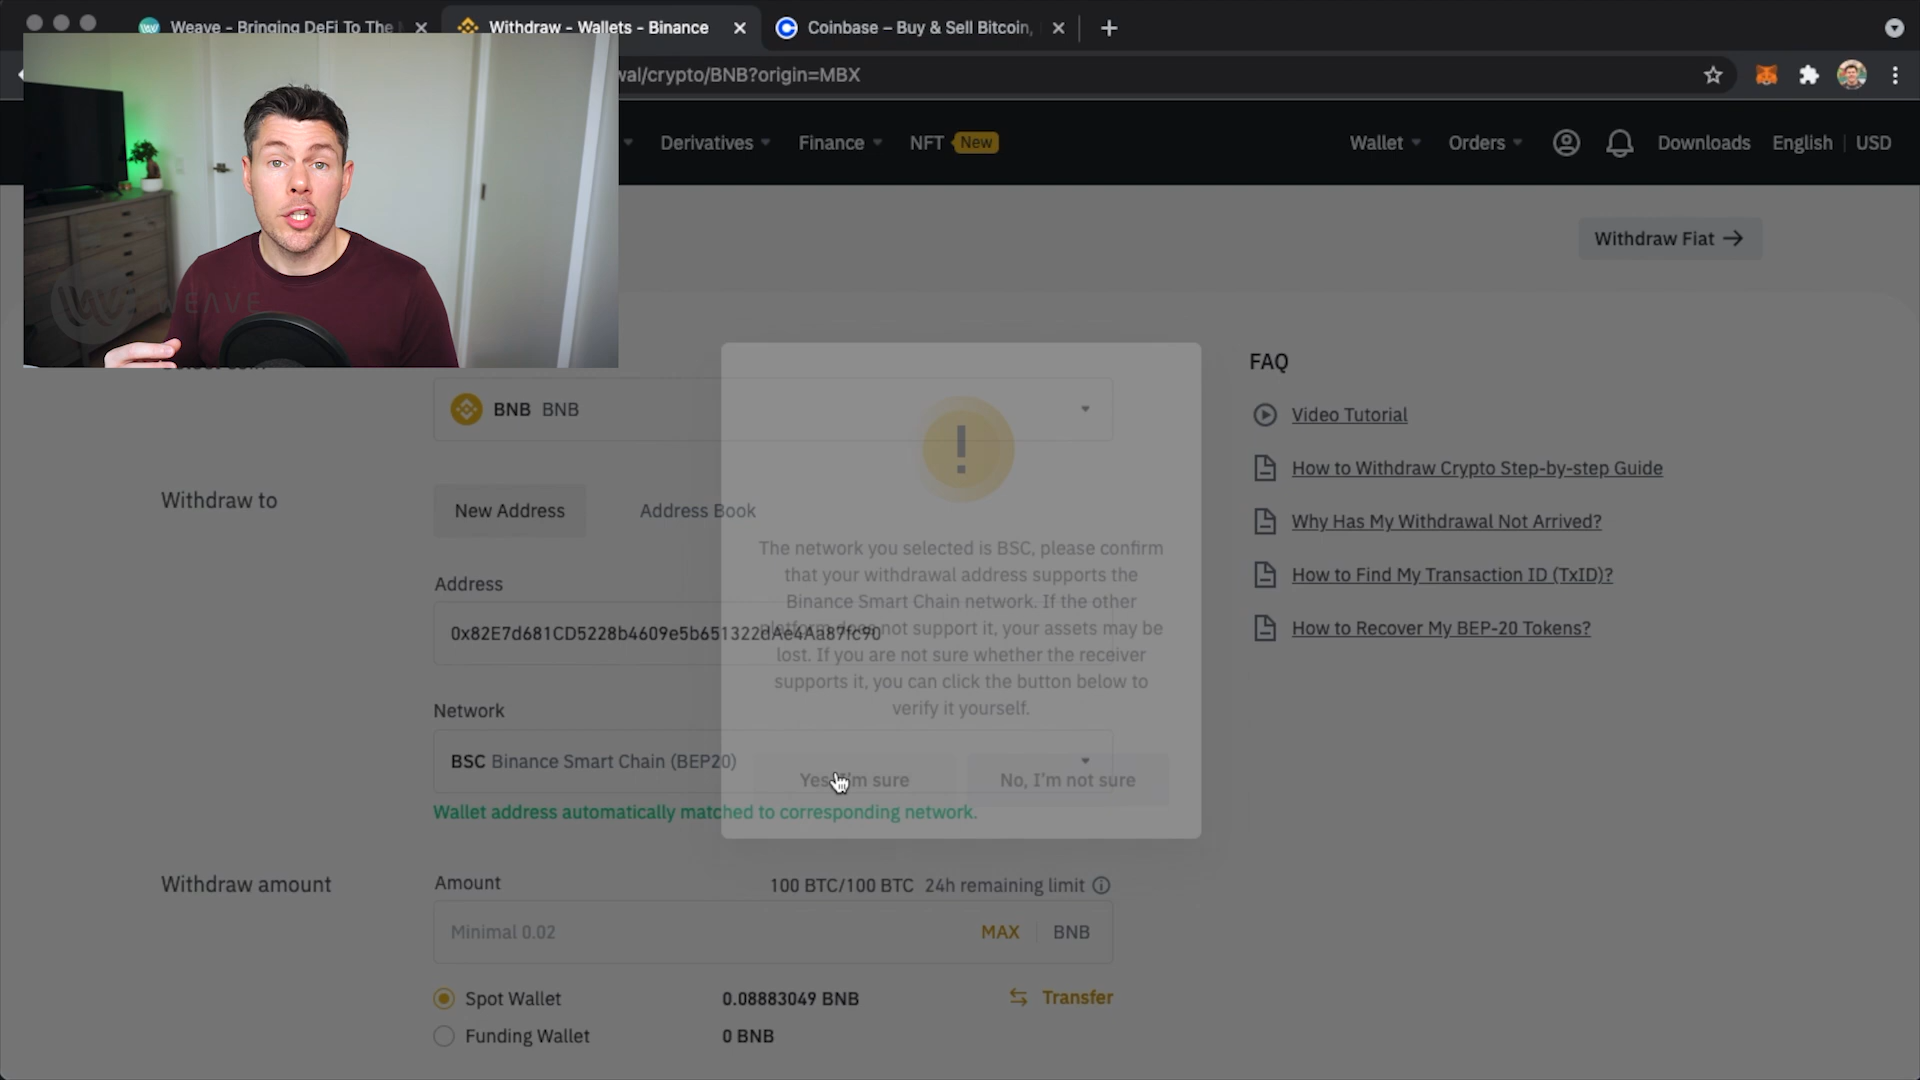 Weave - Bringing DeFi To The
Withdraw - Wallets - Binance
Coinbase – Buy & Sell Bitcoin,
wal/crypto/BNB?origin=MBX
Derivatives
Finance
NFT
New
Wallet
Orders
Downloads
English
USD
Withdraw Fiat
WEAVE
BNB BNB
Withdraw to
New Address
Address Book
Address
0x82E7d681CD5228b4609e5b651322dAe4Aa87fc90
Network
BSC Binance Smart Chain (BEP20)
Wallet address automatically matched to corresponding network.
The network you selected is BSC, please confirm
that your withdrawal address supports the
Binance Smart Chain network. If the other
platform does not support it, your assets may be
lost. If you are not sure whether the receiver
supports it, you can click the button below to
verify it yourself.
Yes, I'm sure
No, I'm not sure
Withdraw amount
Amount
100 BTC/100 BTC 24h remaining limit
Minimal 0.02
MAX
BNB
Spot Wallet
0.08883049 BNB
Transfer
Funding Wallet
0 BNB
FAQ
Video Tutorial
How to Withdraw Crypto Step-by-step Guide
Why Has My Withdrawal Not Arrived?
How to Find My Transaction ID (TxID)?
How to Recover My BEP-20 Tokens?